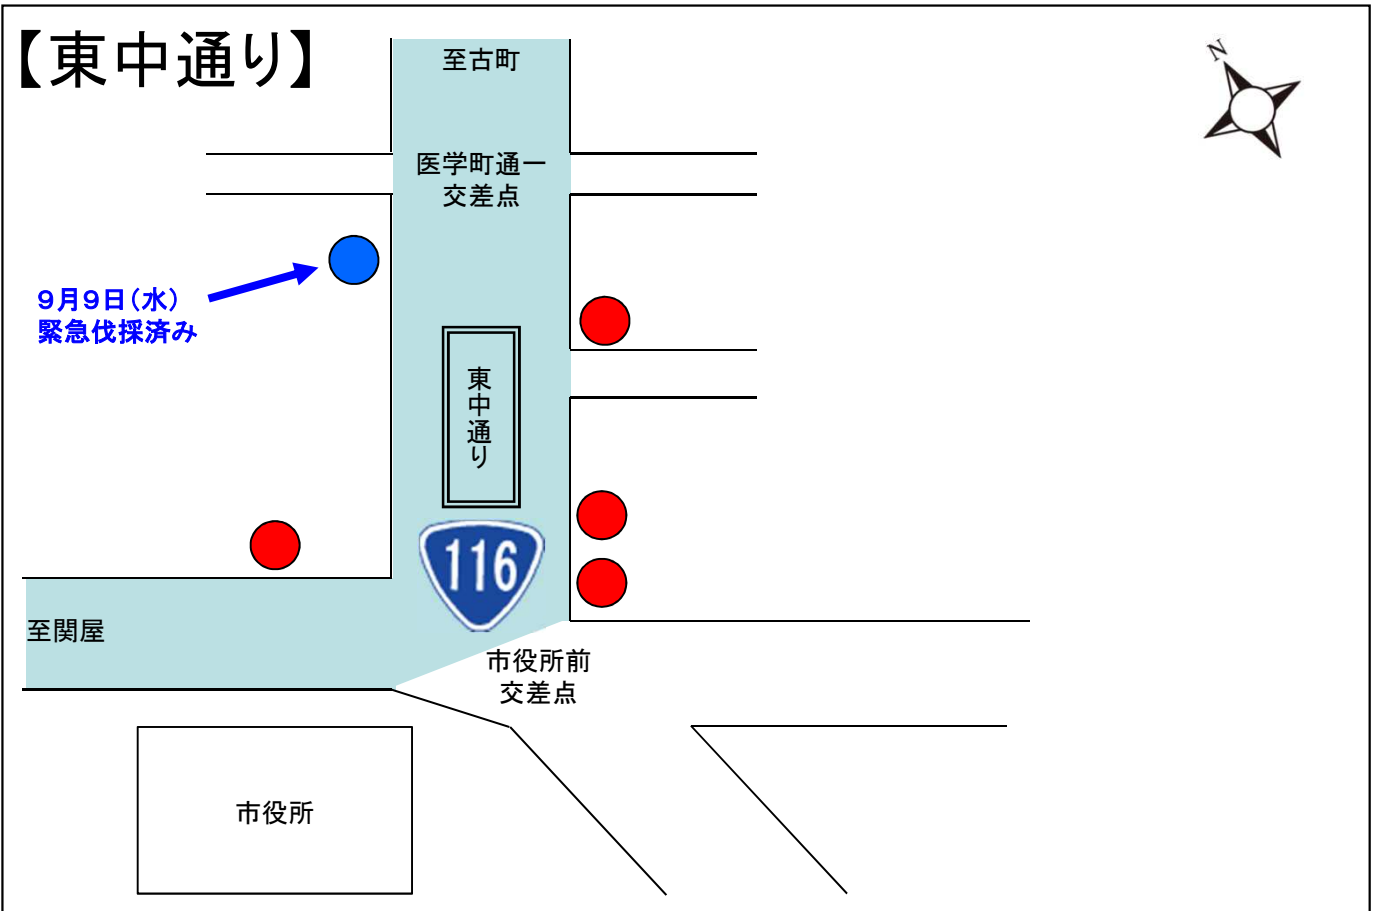 【東中通り】
至古町
N
医学町通一
交差点
9月9日(水)
緊急伐採済み
東中通り
116
至関屋
市役所前
交差点
市役所